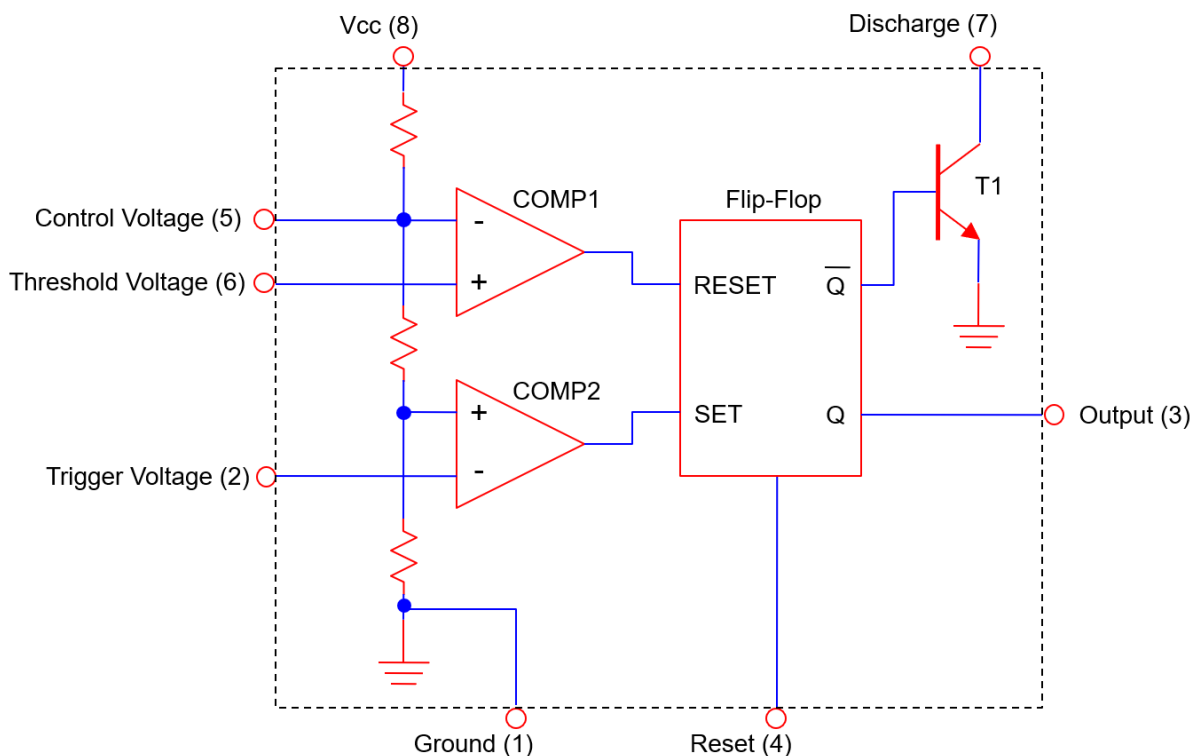 Vcc (8)
Discharge (7)
T1
COMP1
Flip-Flop
Control Voltage (5)
-
Threshold Voltage (6)
+
RESET
Q
COMP2
+
SET
Q
Output (3)
Trigger Voltage (2)
-
Ground (1)
Reset (4)